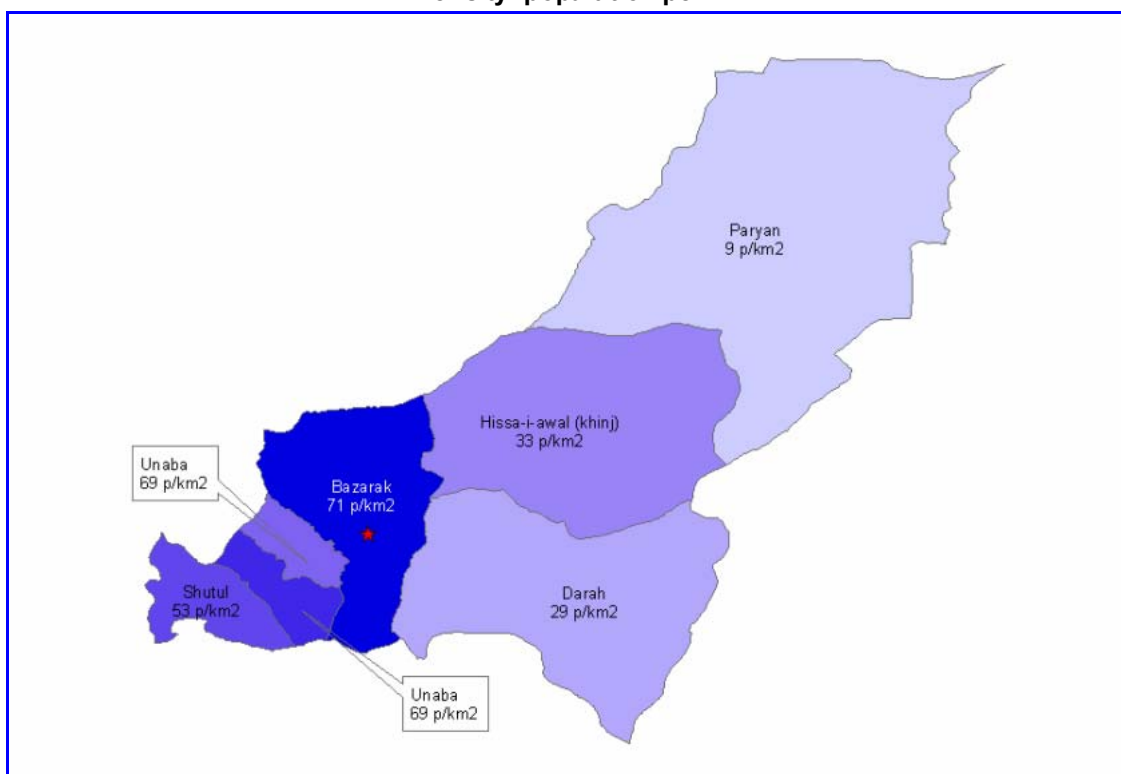 Paryan
9 p/km2
Hissa-i-awal (khinj)
33 p/km2
Unaba
69 p/km2
Bazarak
71 p/km2
Shutul
53 p/km2
Darah
29 p/km2
Unaba
69 p/km2